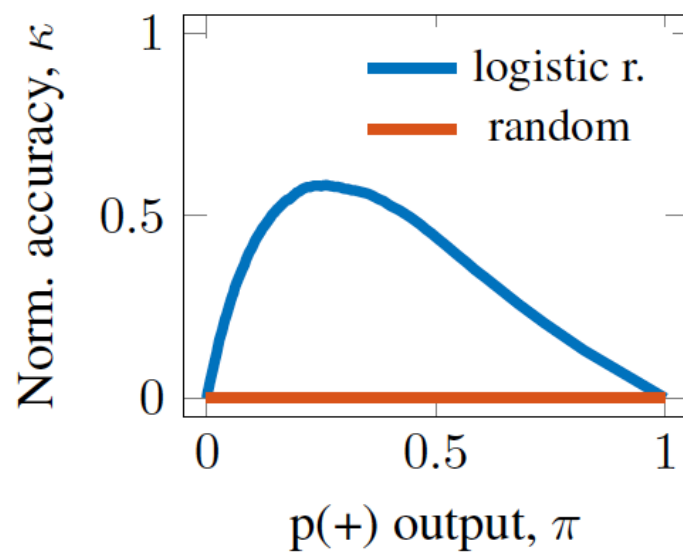 Norm. accuracy, κ
1
0.5
0
logistic r.
random
0
0.5
1
p(+) output, π